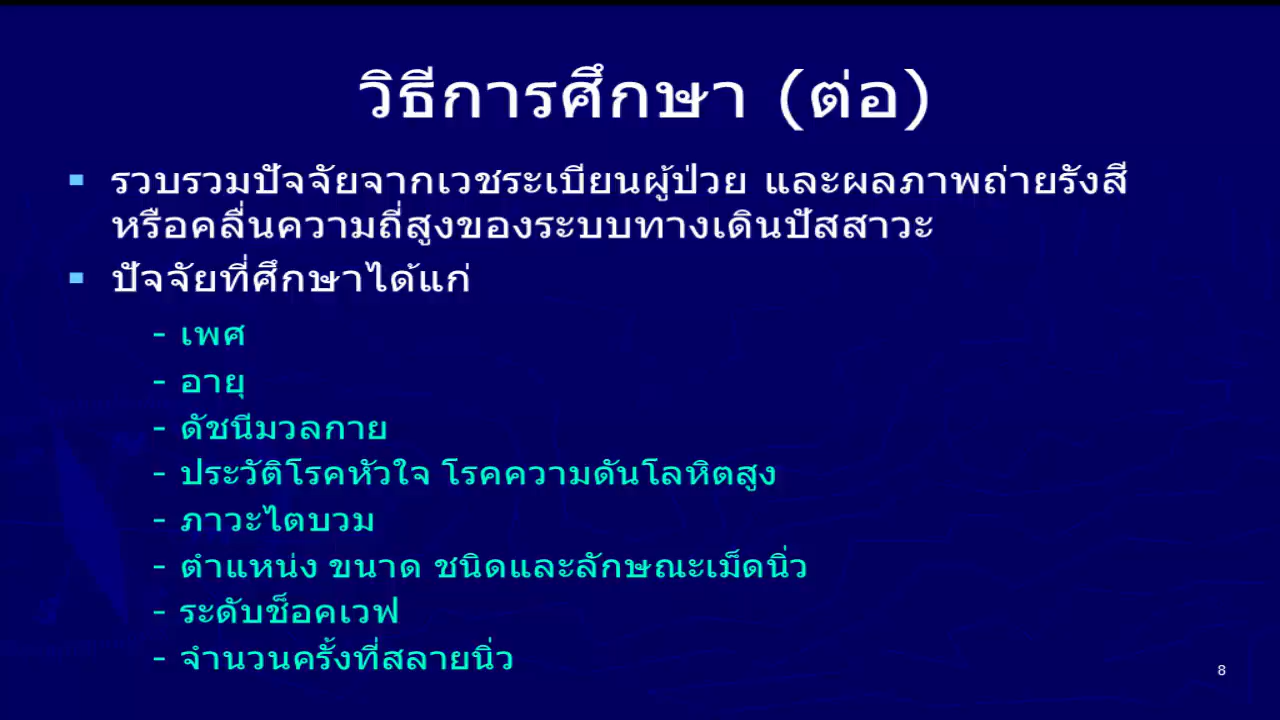 วิธีการศึกษา (ต่อ)
▪ รวบรวมปัจจัยจากเวชระเบียนผู้ป่วย และผลภาพถ่ายรังสี
หรือคลื่นความถี่สูงของระบบทางเดินปัสสาวะ
▪ ปัจจัยที่ศึกษาได้แก่
- เพศ
- อายุ
- ดัชนีมวลกาย
- ประวัติโรคหัวใจ โรคความดันโลหิตสูง
- ภาวะไตบวม
- ตำแหน่ง ขนาด ชนิดและลักษณะเม็ดนิ่ว
- ระดับช็อคเวฟ
- จำนวนครั้งที่สลายนิ่ว
8